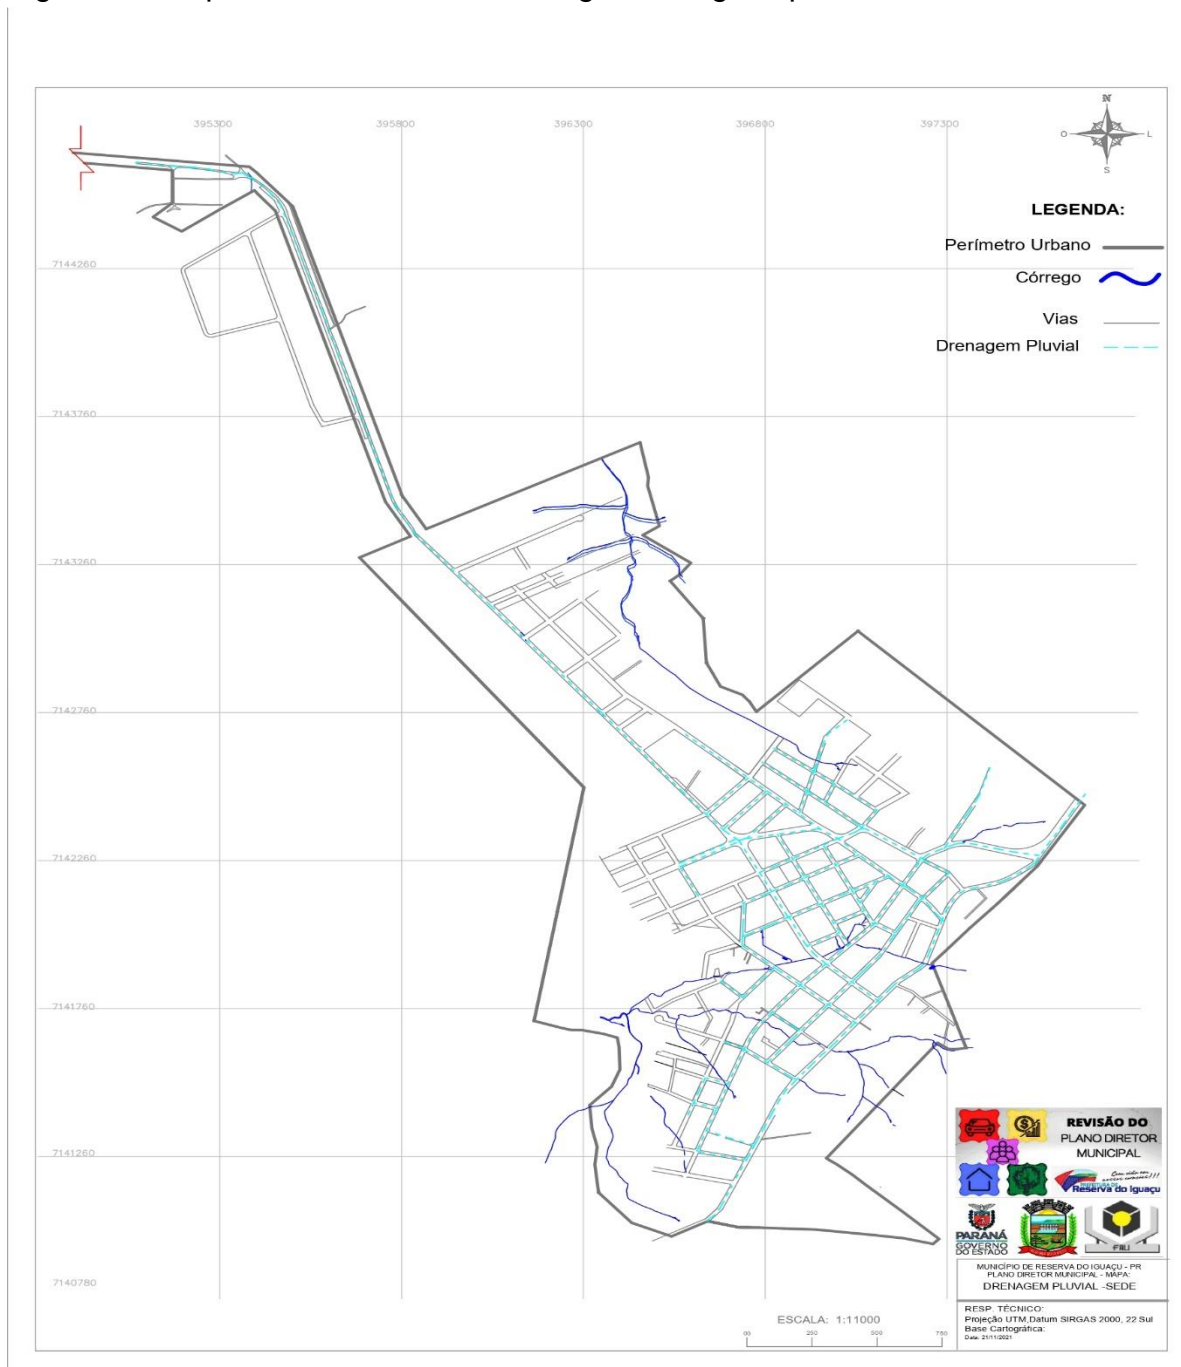 395300
395800
396300
396800
397300
N
O
L
S
LEGENDA:
Perímetro Urbano
Córrego
Vias
Drenagem Pluvial
7144260
7143760
7143260
7142760
7142260
7141760
7141260
7140780
REVISÃO DO
PLANO DIRETOR
MUNICIPAL
PREFEITURA DE
Reserva do Iguaçu
PARANÁ
GOVERNO
DO ESTADO
MUNICÍPIO DE RESERVA DO IGUAÇU - PR
PLANO DIRETOR MUNICIPAL - MAPA:
DRENAGEM PLUVIAL -SEDE
RESP. TÉCNICO:
Projeção UTM,Datum SIRGAS 2000, 22 Sul
Base Cartográfica:
Data: 21/11/2021
ESCALA: 1:11000
00 250 500 750